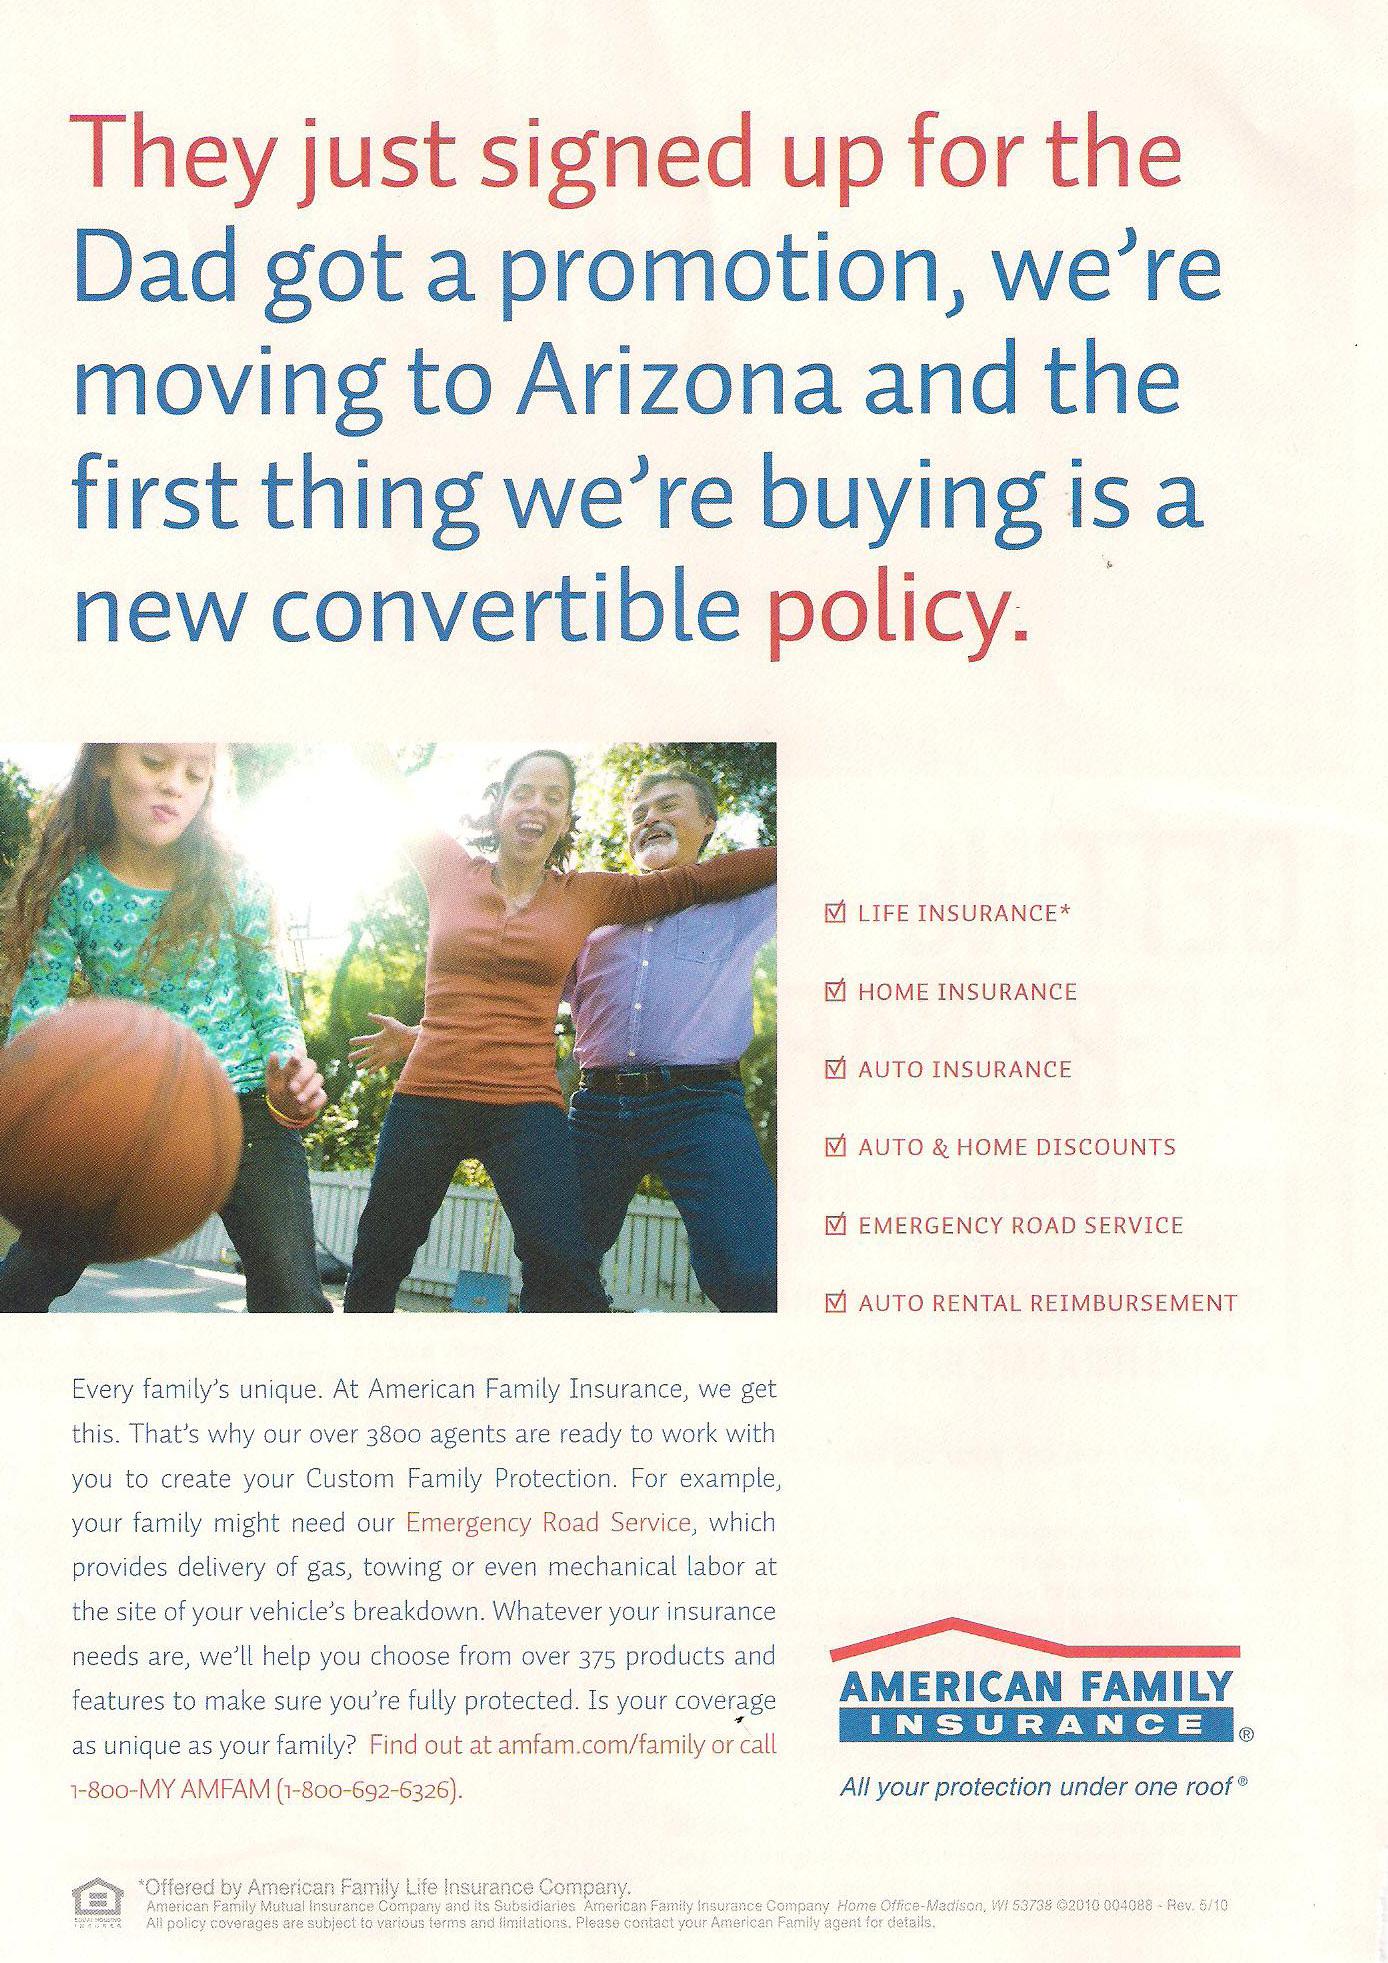 They just signed up for the
Dad got a promotion, we're
moving to Arizona and the
first thing we're buying is a
new convertible policy.
☑ LIFE INSURANCE*
☑ HOME INSURANCE
☑ AUTO INSURANCE
☑ AUTO & HOME DISCOUNTS
☑ EMERGENCY ROAD SERVICE
☑ AUTO RENTAL REIMBURSEMENT
Every family's unique. At American Family Insurance, we get
this. That's why our over 3800 agents are ready to work with
you to create your Custom Family Protection. For example,
your family might need our Emergency Road Service, which
provides delivery of gas, towing or even mechanical labor at
the site of your vehicle's breakdown. Whatever your insurance
needs are, we'll help you choose from over 375 products and
features to make sure you're fully protected. Is your coverage
as unique as your family? Find out at amfam.com/family or call
1-800-MY AMFAM (1-800-692-6326).
AMERICAN FAMILY
INSURANCE ®
All your protection under one roof®
EQUAL HOUSING
INSURER
*Offered by American Family Life Insurance Company.
American Family Mutual Insurance Company and its Subsidiaries American Family Insurance Company Home Office-Madison, WI 53738 ©2010 004088 - Rev. 5/10
All policy coverages are subject to various terms and limitations. Please contact your American Family agent for details.